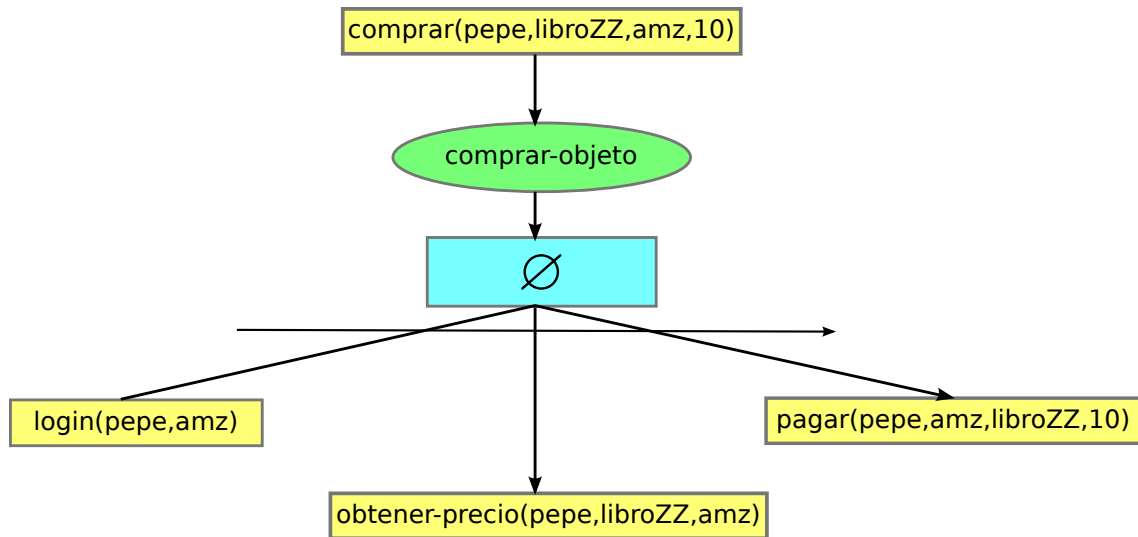 comprar(pepe,libroZZ,amz,10)
comprar-objeto
∅
login(pepe,amz)
pagar(pepe,amz,libroZZ,10)
obtener-precio(pepe,libroZZ,amz)